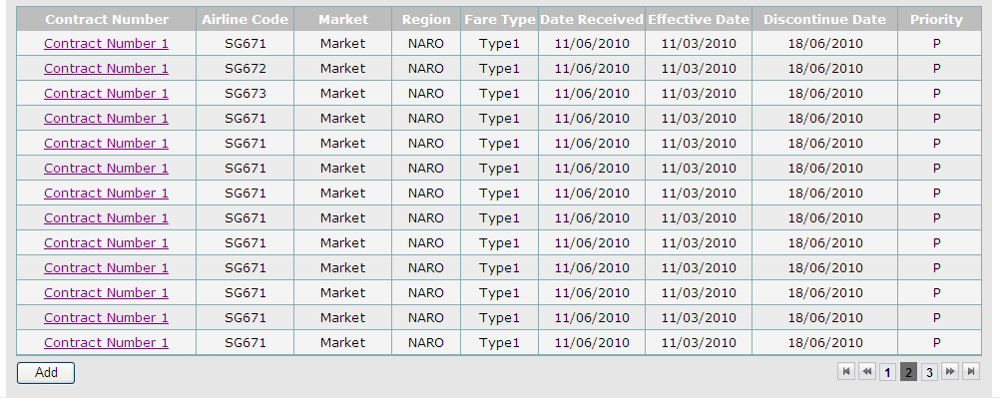 Contract Number Airline Code Market Region Fare Type Date Received Effective Date Discontinue Date Priority
Contract Number 1 SG671 Market NARO Type1 11/06/2010 11/03/2010 18/06/2010 P
Contract Number 1 SG672 Market NARO Type1 11/06/2010 11/03/2010 18/06/2010 P
Contract Number 1 SG673 Market NARO Type1 11/06/2010 11/03/2010 18/06/2010 P
Contract Number 1 SG671 Market NARO Type1 11/06/2010 11/03/2010 18/06/2010 P
Contract Number 1 SG671 Market NARO Type1 11/06/2010 11/03/2010 18/06/2010 P
Contract Number 1 SG671 Market NARO Type1 11/06/2010 11/03/2010 18/06/2010 P
Contract Number 1 SG671 Market NARO Type1 11/06/2010 11/03/2010 18/06/2010 P
Contract Number 1 SG671 Market NARO Type1 11/06/2010 11/03/2010 18/06/2010 P
Contract Number 1 SG671 Market NARO Type1 11/06/2010 11/03/2010 18/06/2010 P
Contract Number 1 SG671 Market NARO Type1 11/06/2010 11/03/2010 18/06/2010 P
Contract Number 1 SG671 Market NARO Type1 11/06/2010 11/03/2010 18/06/2010 P
Contract Number 1 SG671 Market NARO Type1 11/06/2010 11/03/2010 18/06/2010 P
Contract Number 1 SG671 Market NARO Type1 11/06/2010 11/03/2010 18/06/2010 P
Add 1 2 3